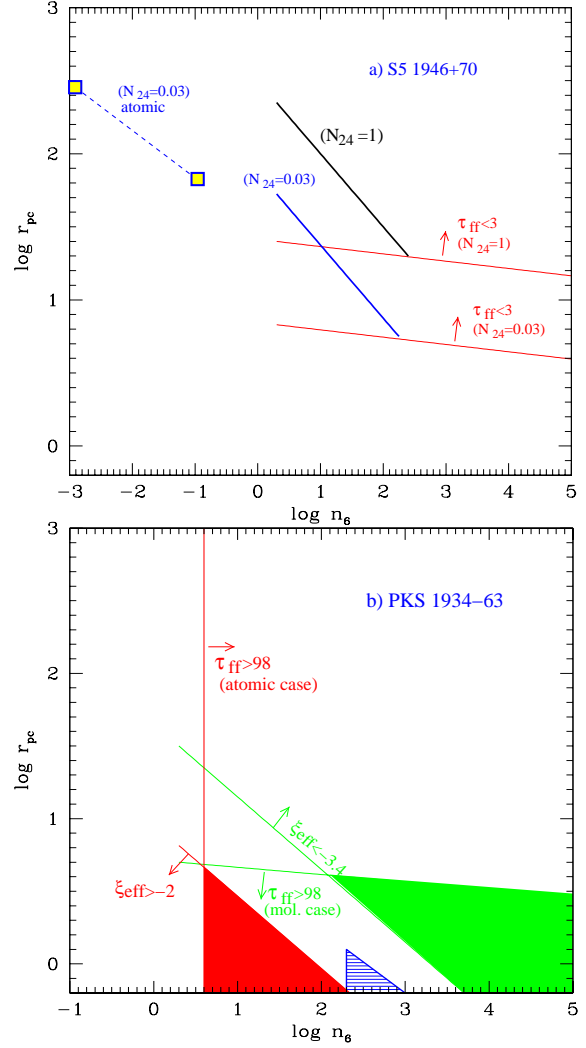 3
a) S5 1946+70
(N24=0.03)
atomic
(N24=1)
2
(N24=0.03)
τff<3
(N24=1)
1
τff<3
(N24=0.03)
0
log rpc
−3 −2 −1 0 1 2 3 4 5
log n6
3
b) PKS 1934−63
τff>98
(atomic case)
2
1
ξeff<−3.4
ξeff>−2
τff>98
(mol. case)
0
log rpc
−1 0 1 2 3 4 5
log n6